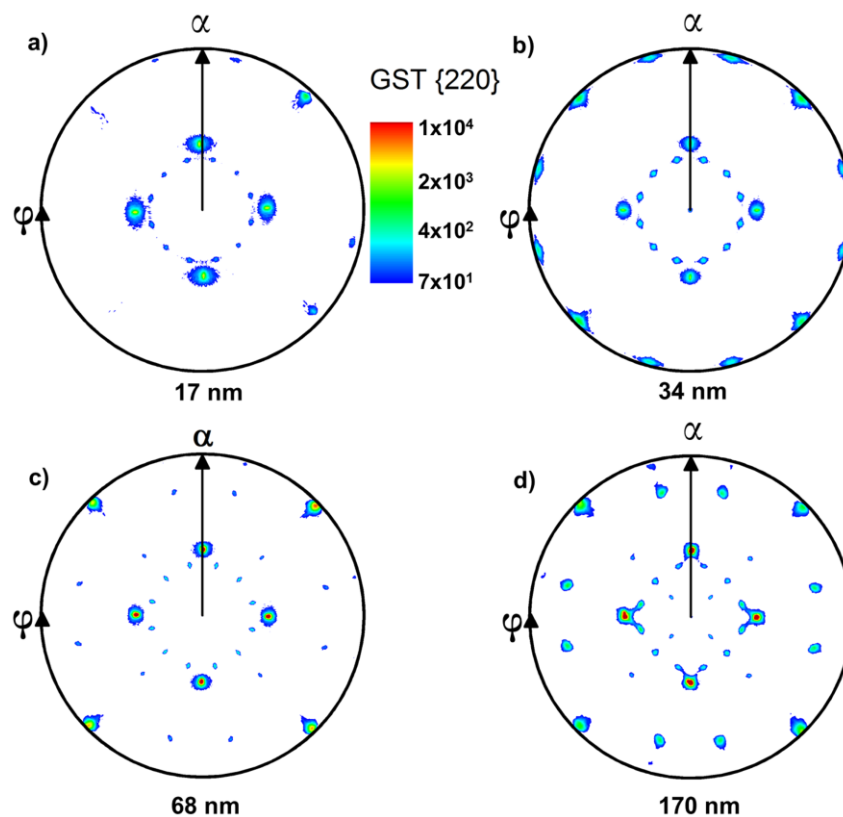 a)
α
φ
17 nm
GST {220}
1x10⁴
2x10³
4x10²
7x10¹
b)
α
φ
34 nm
c)
α
φ
68 nm
d)
α
φ
170 nm